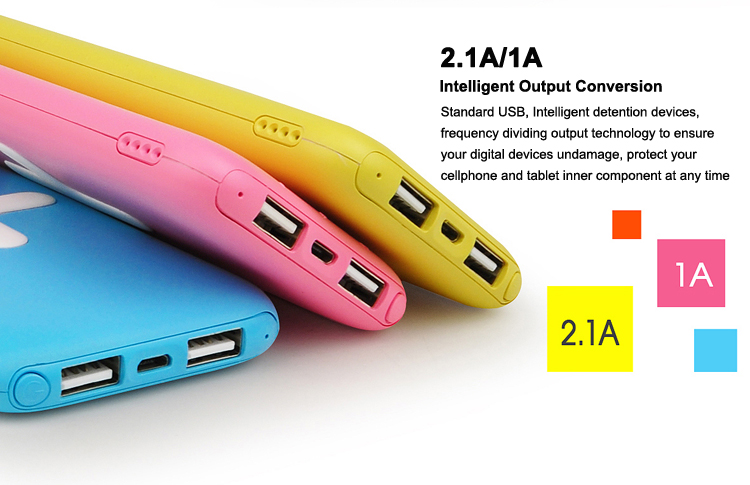 2.1A/1A
Intelligent Output Conversion
Standard USB, Intelligent detention devices,
frequency dividing output technology to ensure
your digital devices undamage, protect your
cellphone and tablet inner component at any time
1A
2.1A